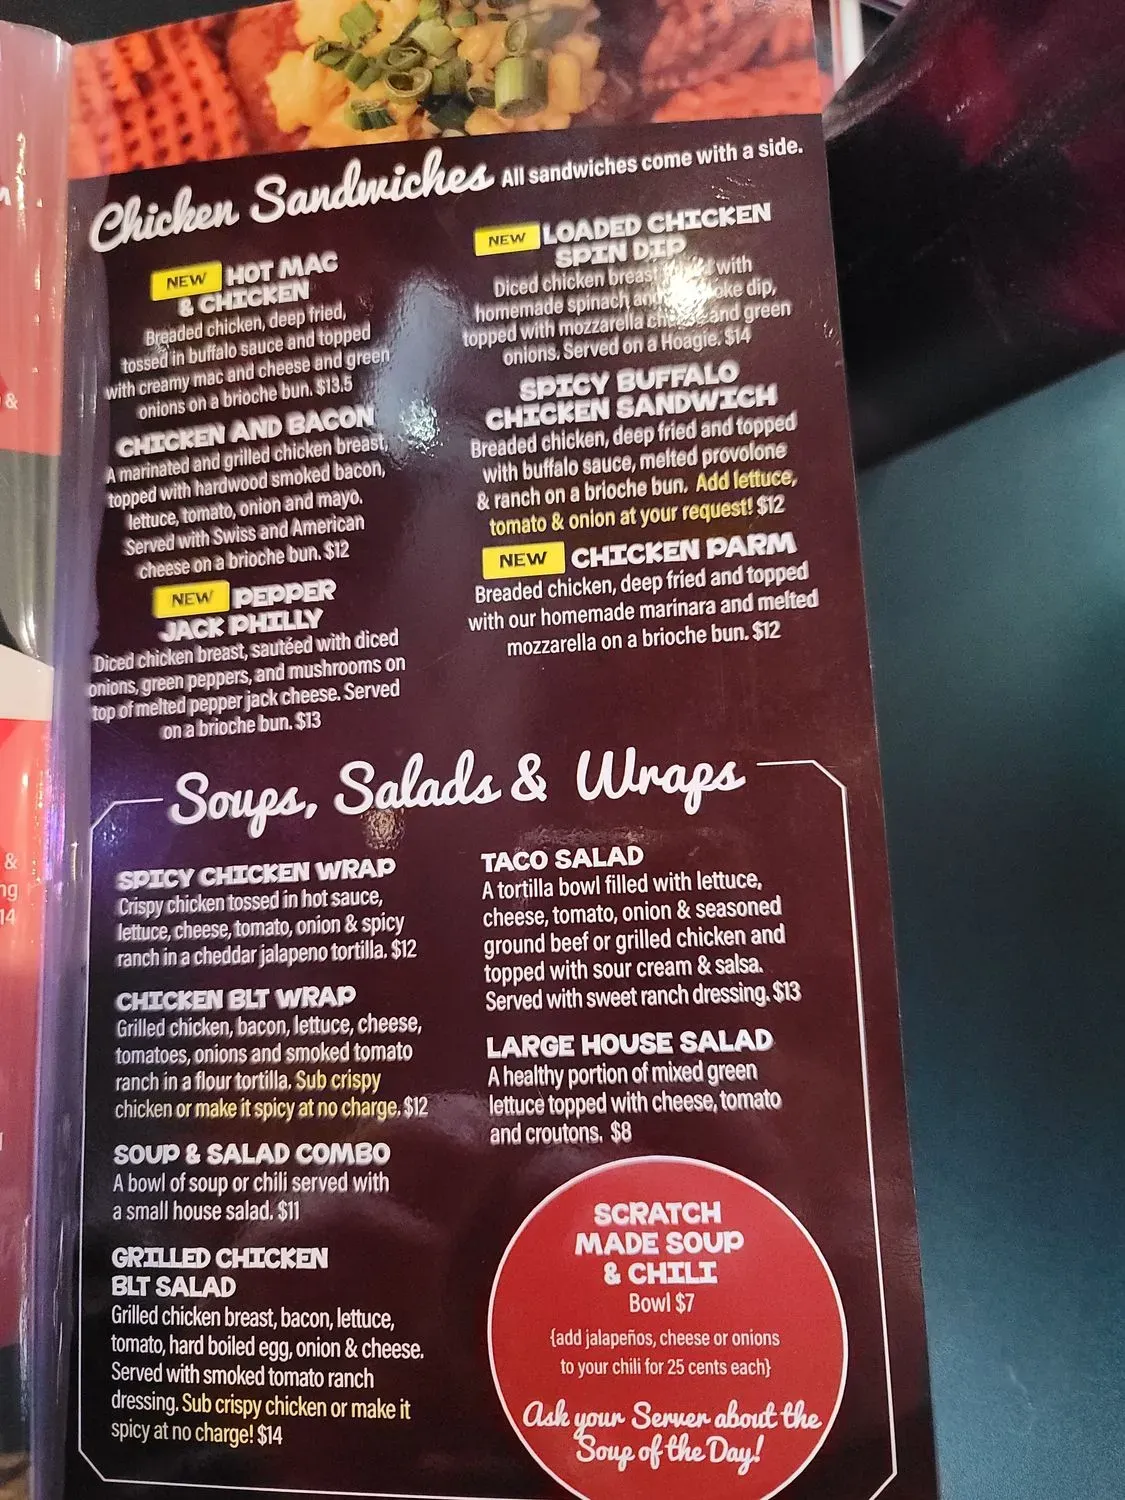 Chicken Sandwiches All sandwiches come with a side.
NEW HOT MAC
& CHICKEN
Breaded chicken, deep fried,
tossed in buffalo sauce and topped
with creamy mac and cheese and green
onions on a brioche bun. $13.5
CHICKEN AND BACON
A marinated and grilled chicken breast,
topped with hardwood smoked bacon,
lettuce, tomato, onion and mayo.
Served with Swiss and American
cheese on a brioche bun. $12
NEW PEPPER
JACK PHILLY
Diced chicken breast, sautéed with diced
onions, green peppers, and mushrooms on
top of melted pepper jack cheese. Served
on a brioche bun. $13
NEW LOADED CHICKEN
SPIN DIP
Diced chicken breast with
homemade spinach dip,
topped with mozzarella and green
onions. Served on a Hoagie. $14
SPICY BUFFALO
CHICKEN SANDWICH
Breaded chicken, deep fried and topped
with buffalo sauce, melted provolone
& ranch on a brioche bun. Add lettuce,
tomato & onion at your request! $12
NEW CHICKEN PARM
Breaded chicken, deep fried and topped
with our homemade marinara and melted
mozzarella on a brioche bun. $12
Soups, Salads & Wraps
SPICY CHICKEN WRAP
Crispy chicken tossed in hot sauce,
lettuce, cheese, tomato, onion & spicy
ranch in a cheddar jalapeno tortilla. $12
CHICKEN BLT WRAP
Grilled chicken, bacon, lettuce, cheese,
tomatoes, onions and smoked tomato
ranch in a flour tortilla. Sub crispy
chicken or make it spicy at no charge. $12
SOUP & SALAD COMBO
A bowl of soup or chili served with
a small house salad. $11
GRILLED CHICKEN
BLT SALAD
Grilled chicken breast, bacon, lettuce,
tomato, hard boiled egg, onion & cheese.
Served with smoked tomato ranch
dressing. Sub crispy chicken or make it
spicy at no charge! $14
TACO SALAD
A tortilla bowl filled with lettuce,
cheese, tomato, onion & seasoned
ground beef or grilled chicken and
topped with sour cream & salsa.
Served with sweet ranch dressing. $13
LARGE HOUSE SALAD
A healthy portion of mixed green
lettuce topped with cheese, tomato
and croutons. $8
SCRATCH
MADE SOUP
& CHILI
Bowl $7
{add jalapeños, cheese or onions
to your chili for 25 cents each}
Ask your Server about the
Soup of the Day!